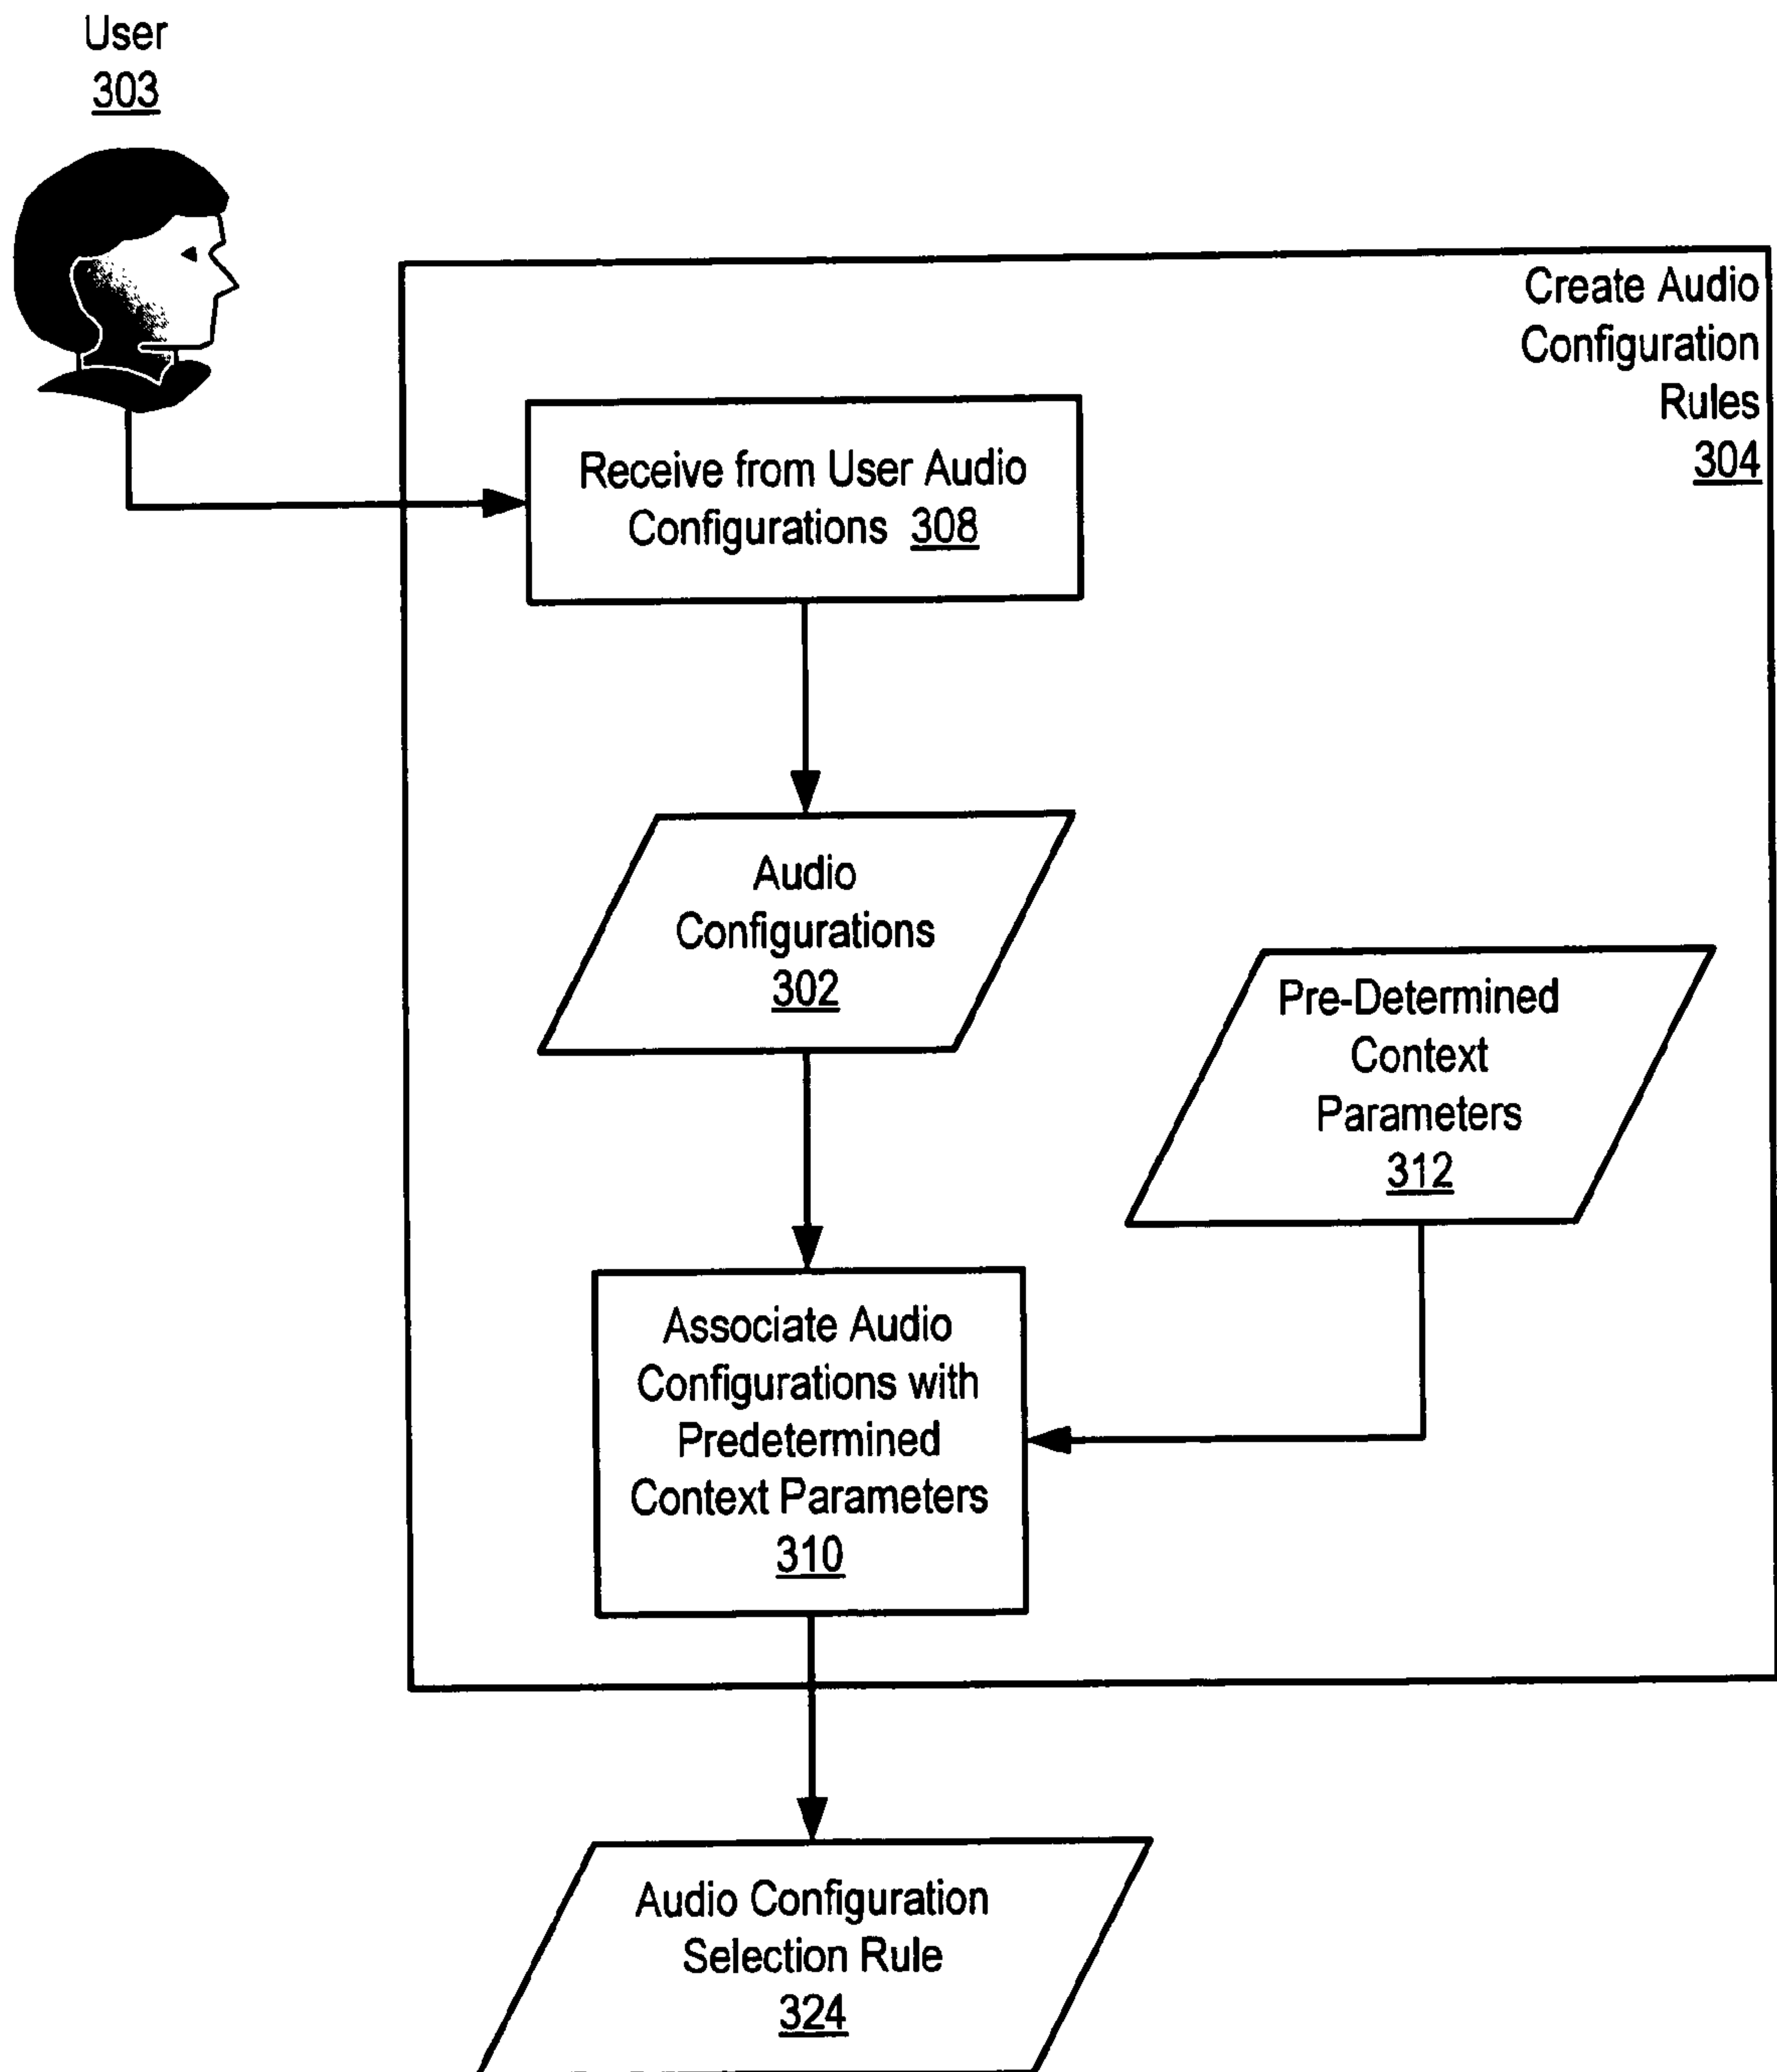 User
303
Create Audio
Configuration
Rules
304
Receive from User Audio
Configurations 308
Audio
Configurations
302
Pre-Determined
Context
Parameters
312
Associate Audio
Configurations with
Predetermined
Context Parameters
310
Audio Configuration
Selection Rule
324